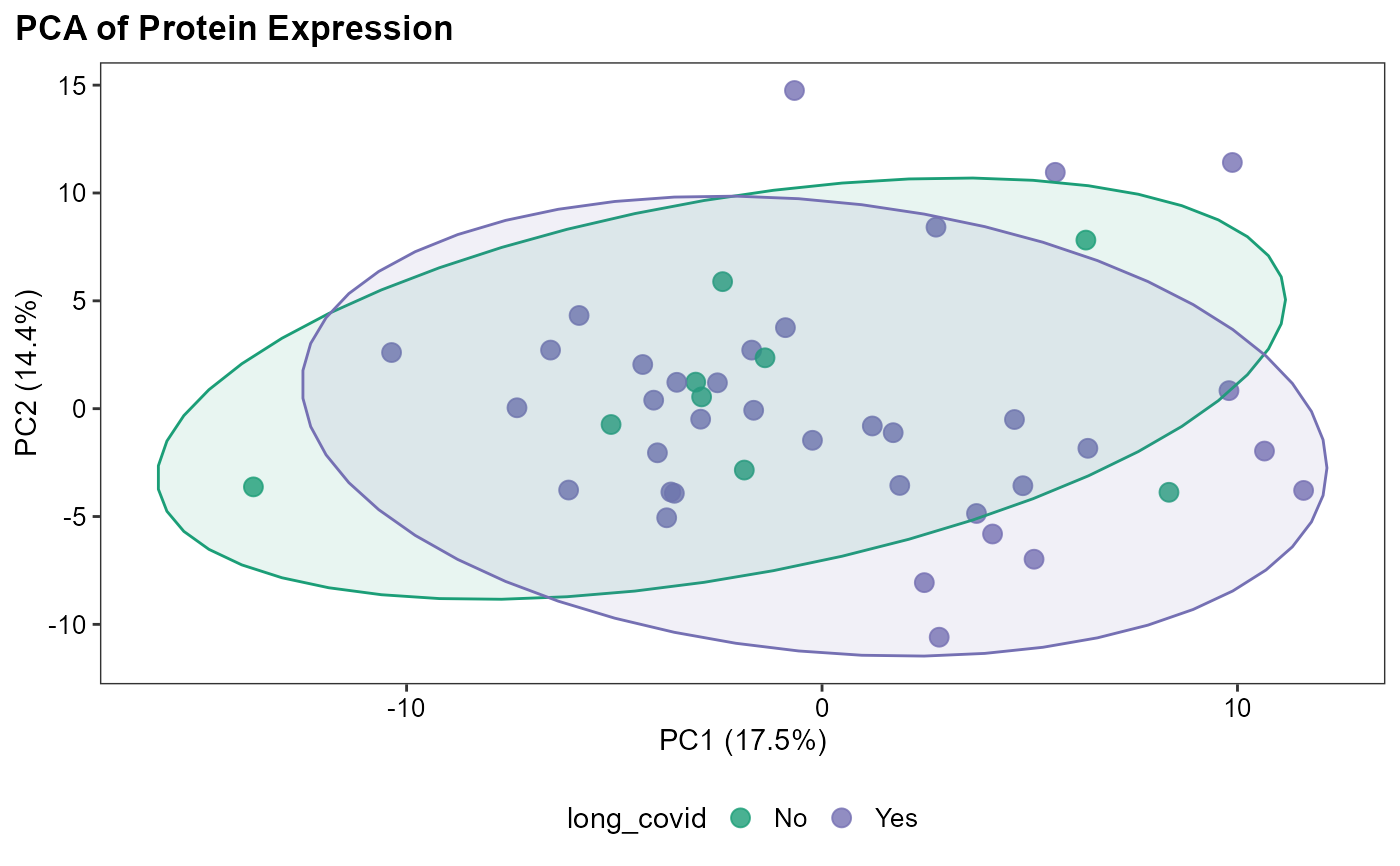 PCA of Protein Expression
15
10
5
0
-5
-10
PC2 (14.4%)
-10 0 10
PC1 (17.5%)
long_covid No Yes